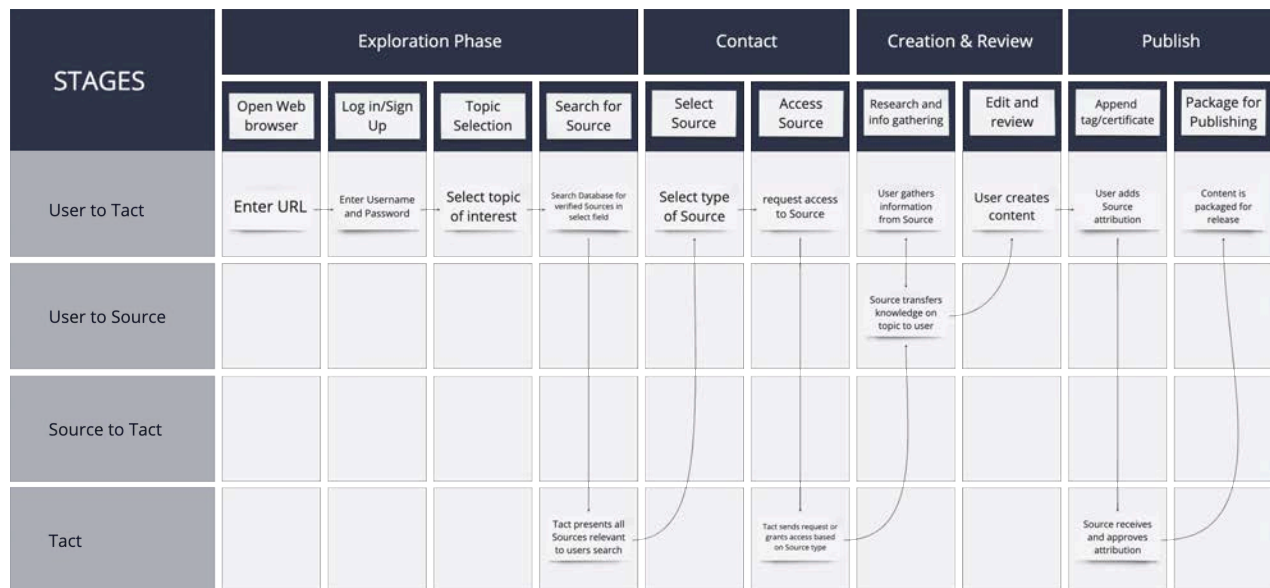 STAGES
Exploration Phase
Contact
Creation & Review
Publish
Open Web
browser
Log in/Sign
Up
Topic
Selection
Search for
Source
Select
Source
Access
Source
Research and
info gathering
Edit and
review
Append
tag/certificate
Package for
Publishing
User to Tact
Enter URL
Enter Username
and Password
Select topic
of interest
Search Database for
verified Sources in
select field
Select type
of Source
request access
to Source
User gathers
information
from Source
User creates
content
User adds
Source
attribution
Content is
packaged for
release
User to Source
Source transfers
knowledge on
topic to user
Source to Tact
Tact
Tact presents all
Sources relevant
to users search
Tact sends request or
grants access based
on Source type
Source receives
and approves
attribution